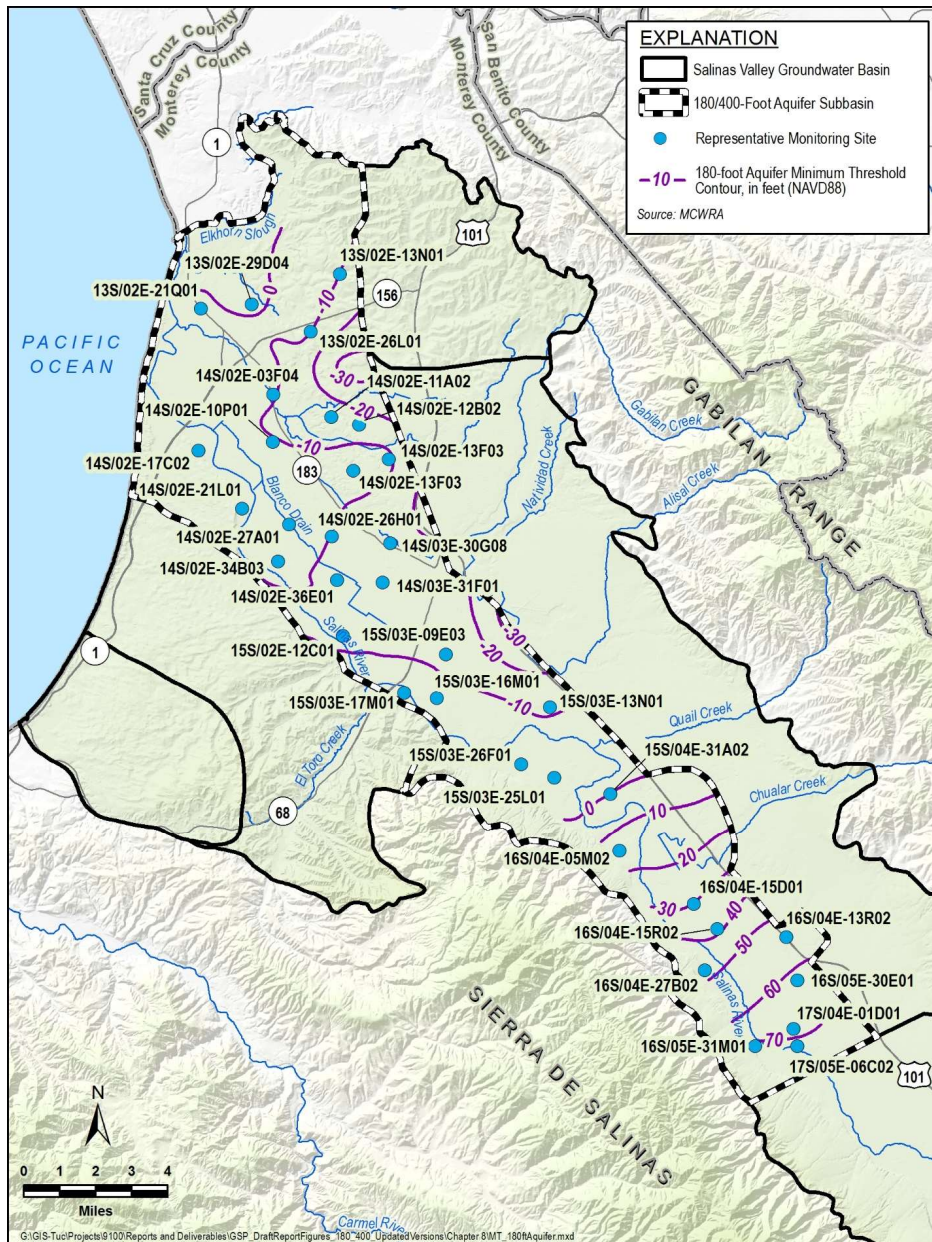 Santa Cruz County
Monterey County
San Benito County
Monterey County
EXPLANATION
Salinas Valley Groundwater Basin
180/400-Foot Aquifer Subbasin
Representative Monitoring Site
-10
180-foot Aquifer Minimum Threshold
Contour, in feet (NAVD88)
Source: MCWRA
1
101
Elkhorn Slough
13S/02E-29D04
13S/02E-13N01
13S/02E-21Q01
0
-10
156
PACIFIC
OCEAN
13S/02E-26L01
-30
14S/02E-03F04
14S/02E-11A02
-20
14S/02E-10P01
14S/02E-12B02
-10
14S/02E-13F03
183
14S/02E-17C02
14S/02E-13F03
14S/02E-21L01
Blanco Drain
14S/02E-26H01
14S/02E-27A01
14S/03E-30G08
14S/02E-34B03
14S/03E-31F01
14S/02E-36E01
Natividad Creek
Gabilan Creek
Alisal Creek
GABILAN
RANGE
Salinas River
15S/03E-09E03
-30
-20
15S/02E-12C01
1
15S/03E-16M01
15S/03E-13N01
15S/03E-17M01
-10
Quail Creek
15S/04E-31A02
15S/03E-26F01
El Toro Creek
15S/03E-25L01
0
10
Chualar Creek
68
16S/04E-05M02
20
16S/04E-15D01
-30
40
16S/04E-13R02
16S/04E-15R02
50
16S/04E-27B02
Salinas River
60
16S/05E-30E01
17S/04E-01D01
16S/05E-31M01
-70
17S/05E-06C02
101
SIERRA DE SALINAS
N
0 1 2 3 4
Miles
Carmel River
G:\GIS-Tuc\Projects\9100\Reports and Deliverables\GSP_DraftReportFigures_180_400_UpdatedVersions\Chapter 8\MT_180ftAquifer.mxd